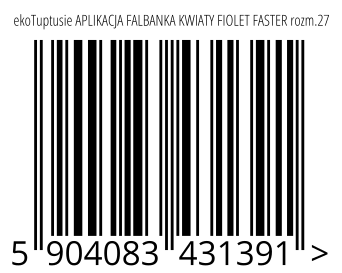 ekoTuptusie APLIKACJA FALBANKA KWIATY FIOLET FASTER rozm.27
5 904083 431391 >